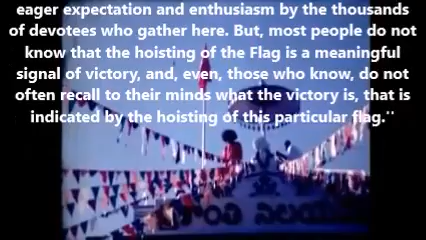 eager expectation and enthusiasm by the thousands
of devotees who gather here. But, most people do not
know that the hoisting of the Flag is a meaningful
signal of victory, and, even, those who know, do not
often recall to their minds what the victory is, that is
indicated by the hoisting of this particular flag.''
శాంతి నిలయం